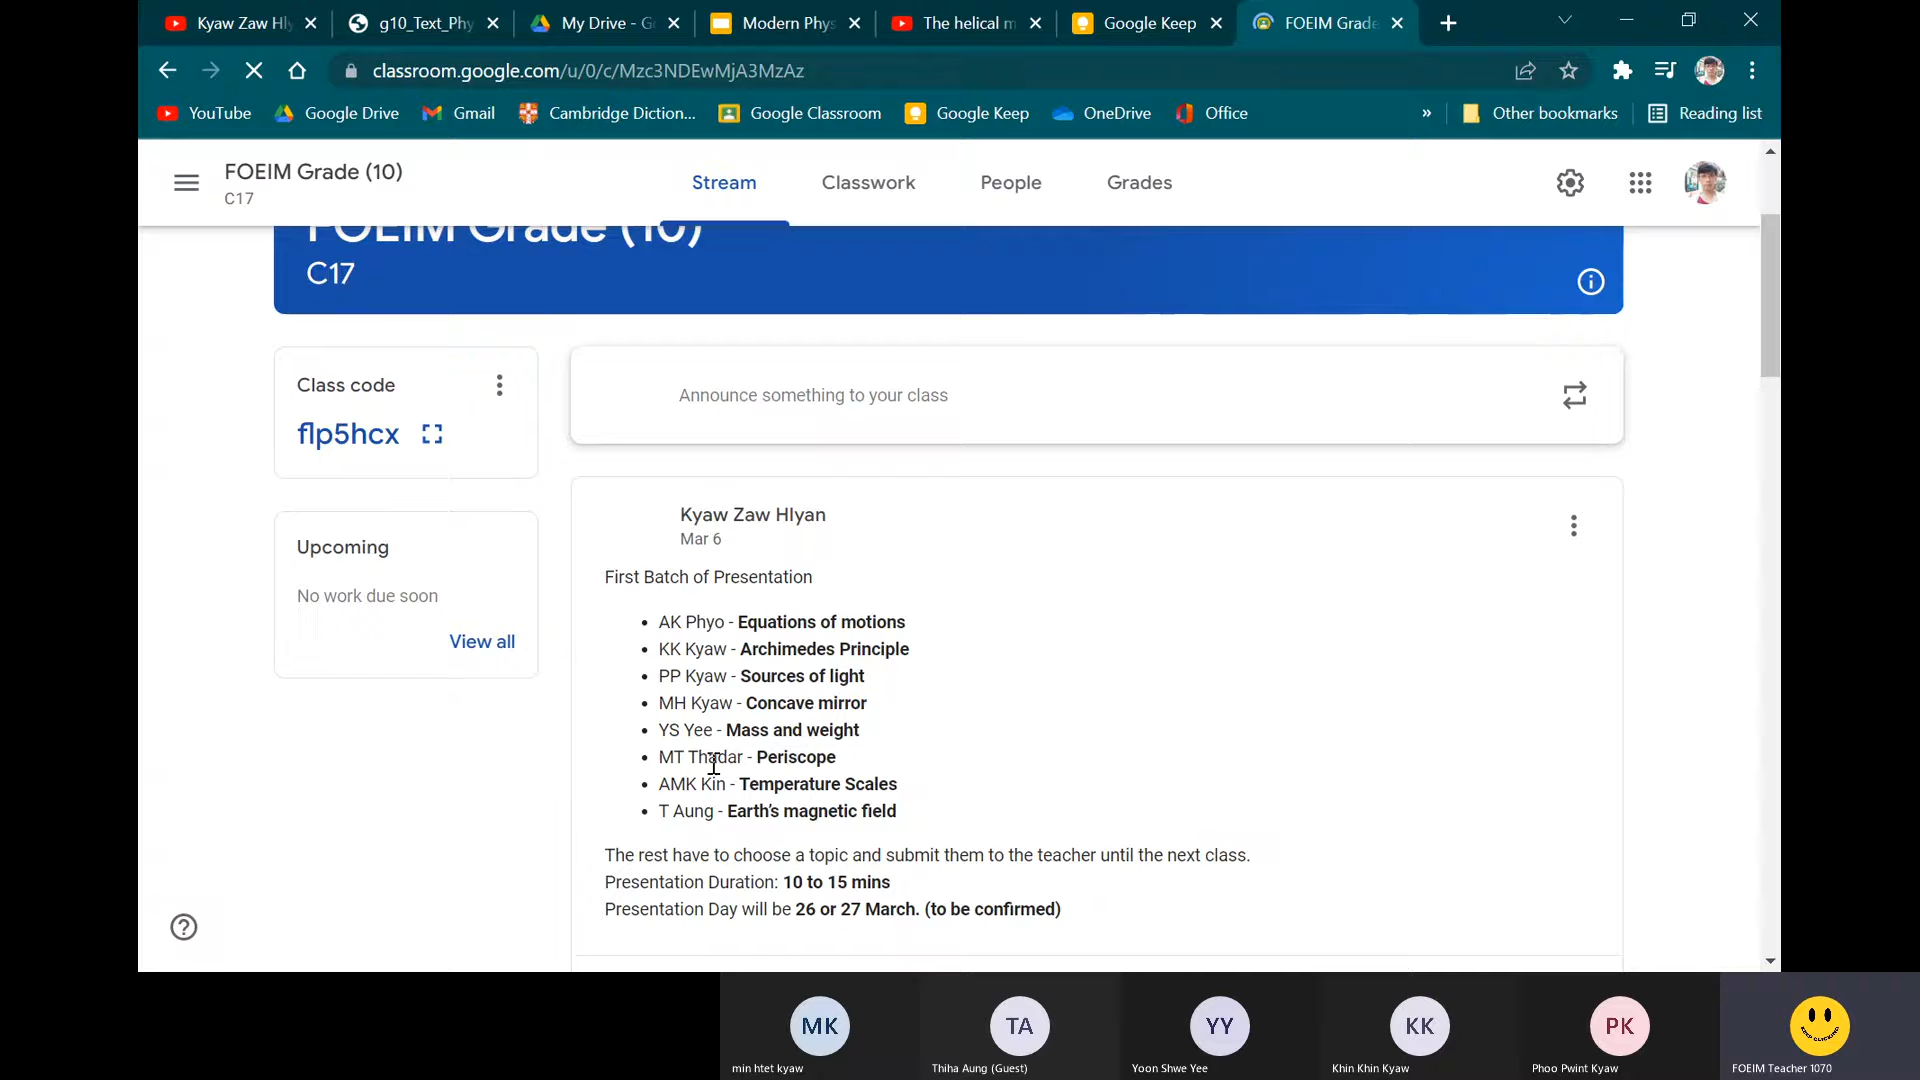 Kyaw Zaw Hl
g10_Text_Phy
My Drive - Go
Modern Phys
The helical m
Google Keep
FOEIM Grade
classroom.google.com/u/0/c/Mzc3NDEwMjA3MzAz
YouTube
Google Drive
Gmail
Cambridge Diction...
Google Classroom
Google Keep
OneDrive
Office
»
Other bookmarks
Reading list
FOEIM Grade (10)
C17
Stream
Classwork
People
Grades
FOEIM Grade (10)
C17
Class code
flp5hcx
Upcoming
No work due soon
View all
Announce something to your class
Kyaw Zaw Hlyan
Mar 6
First Batch of Presentation
• AK Phyo - Equations of motions
• KK Kyaw - Archimedes Principle
• PP Kyaw - Sources of light
• MH Kyaw - Concave mirror
• YS Yee - Mass and weight
• MT Thadar - Periscope
• AMK Kin - Temperature Scales
• T Aung - Earth's magnetic field
The rest have to choose a topic and submit them to the teacher until the next class.
Presentation Duration: 10 to 15 mins
Presentation Day will be 26 or 27 March. (to be confirmed)
MK
min htet kyaw
TA
Thiha Aung (Guest)
YY
Yoon Shwe Yee
KK
Khin Khin Kyaw
PK
Phoo Pwint Kyaw
KEEP CLICKING
FOEIM Teacher 1070